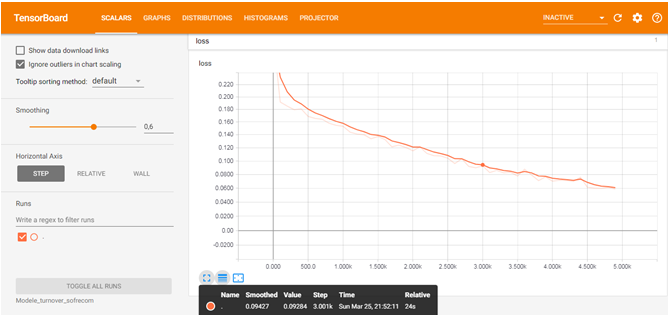 TensorBoard SCALARS GRAPHS DISTRIBUTIONS HISTOGRAMS PROJECTOR INACTIVE
Show data download links
Ignore outliers in chart scaling
Tooltip sorting method: default
Smoothing
0,6
Horizontal Axis
STEP RELATIVE WALL
Runs
Write a regex to filter runs
.
TOGGLE ALL RUNS
Modele_turnover_sofrecom
loss 1
loss
0.220
0.200
0.180
0.160
0.140
0.120
0.100
0.0800
0.0600
0.0400
0.0200
0.00
-0.0200
0.000 500.0 1.000k 1.500k 2.000k 2.500k 3.000k 3.500k 4.000k 4.500k 5.000k
Name Smoothed Value Step Time Relative
. 0.09427 0.09284 3.001k Sun Mar 25, 21:52:11 24s